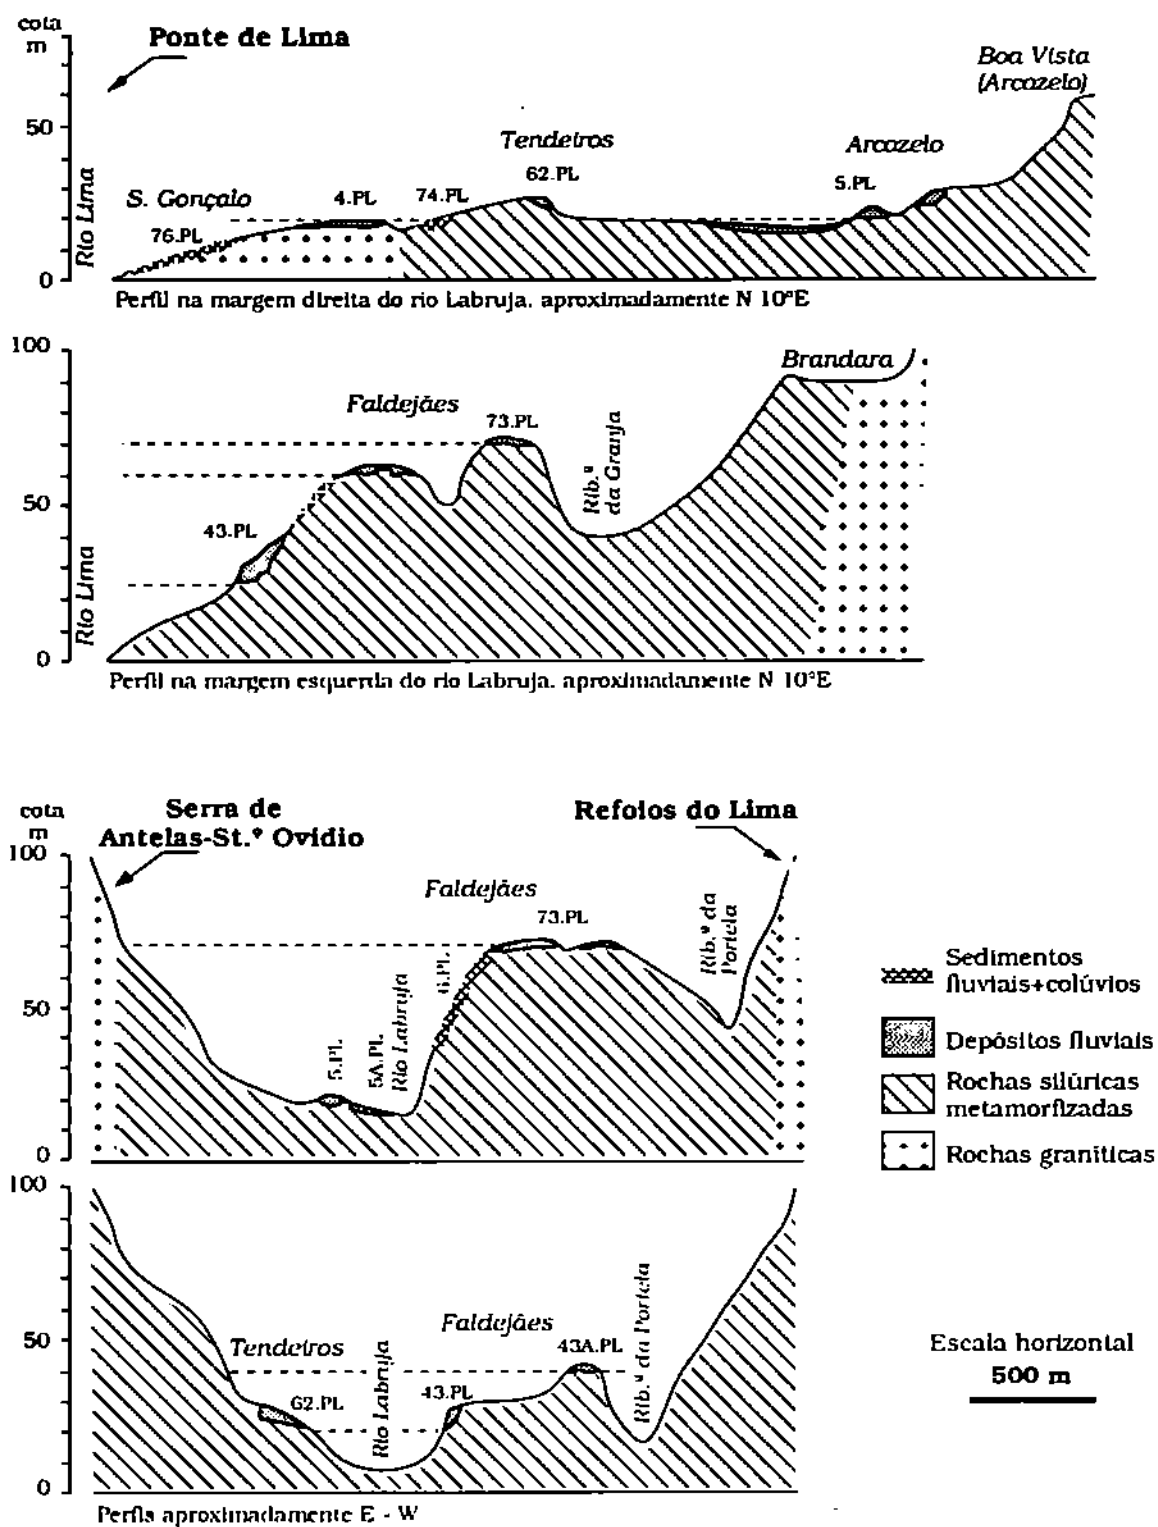 cota
m
Ponte de Lima
Boa Vista
(Arcozelo)
50
Tendeiros
Arcozelo
62.PL
5.PL
S. Gonçalo
4.PL
74.PL
76.PL
Rio Lima
0
Perfil na margem direita do rio Labruja. aproximadamente N 10°E
100
Brandara
Faldejães
73.PL
Rib.ª
da Granja
50
43.PL
Rio Lima
0
Perfil na margem esquerda do rio Labruja. aproximadamente N 10°E
cota
m
Serra de
Antelas-St.º Ovídio
Refoios do Lima
100
Faldejães
73.PL
Rib.ª da
Portela
6.PL
50
5.PL
5A.PL
Rio Labruja
0
Sedimentos
fluviais+colúvios
Depósitos fluviais
Rochas silúricas
metamorfizadas
Rochas graníticas
100
50
Tendeiros
Faldejães
43A.PL
Rib.ª da Portela
62.PL
Rio Labruja
43.PL
0
Escala horizontal
500 m
Perfis aproximadamente E - W